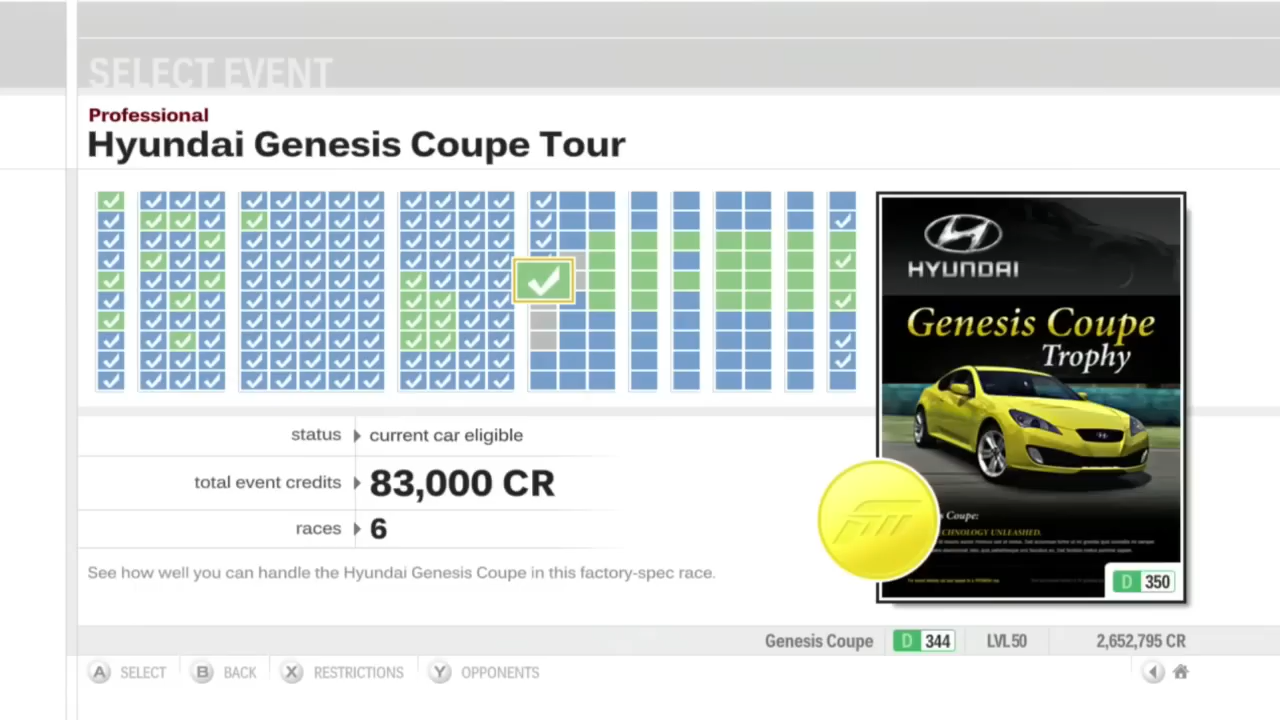 SELECT EVENT
Professional
Hyundai Genesis Coupe Tour
HYUNDAI
Genesis Coupe
Trophy
status
current car eligible
total event credits
83,000 CR
races
6
See how well you can handle the Hyundai Genesis Coupe in this factory-spec race.
Coupe:
UNLEASHED.
D 350
Genesis Coupe
D 344
LVL 50
2,652,795 CR
A SELECT
B BACK
X RESTRICTIONS
Y OPPONENTS